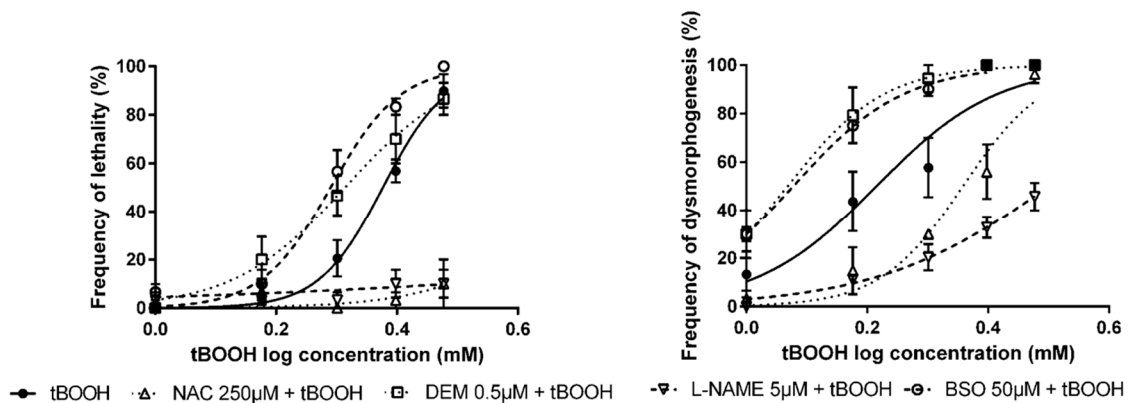 Frequency of lethality (%)
100
80
60
40
20
0
0.0 0.2 0.4 0.6
tBOOH log concentration (mM)
Frequency of dysmorphogenesis (%)
100
80
60
40
20
0
0.0 0.2 0.4 0.6
tBOOH log concentration (mM)
tBOOH NAC 250µM + tBOOH DEM 0.5µM + tBOOH L-NAME 5µM + tBOOH BSO 50µM + tBOOH